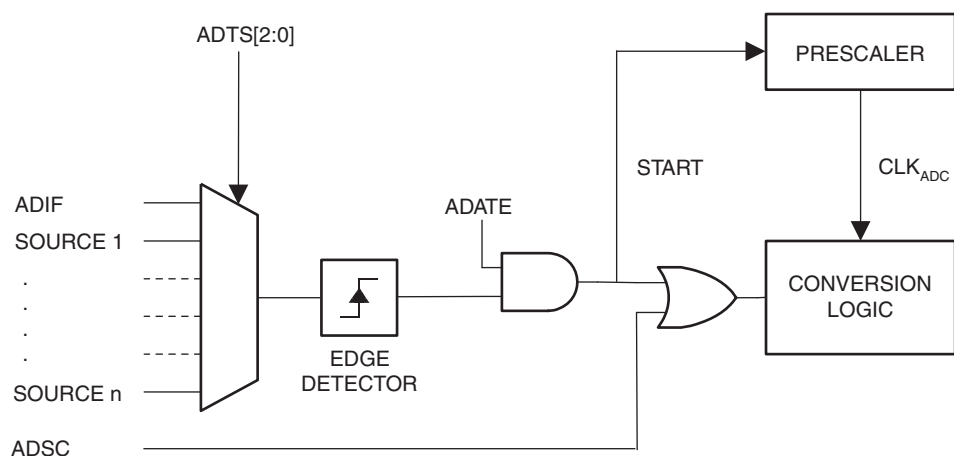 ADTS[2:0]
PRESCALER
START
CLKADC
ADIF
ADATE
SOURCE 1
.
.
.
.
CONVERSION
LOGIC
EDGE
DETECTOR
SOURCE n
ADSC